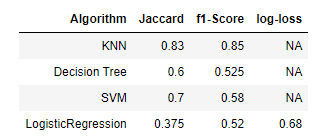 Algorithm Jaccard f1-Score log-loss
KNN 0.83 0.85 NA
Decision Tree 0.6 0.525 NA
SVM 0.7 0.58 NA
LogisticRegression 0.375 0.52 0.68